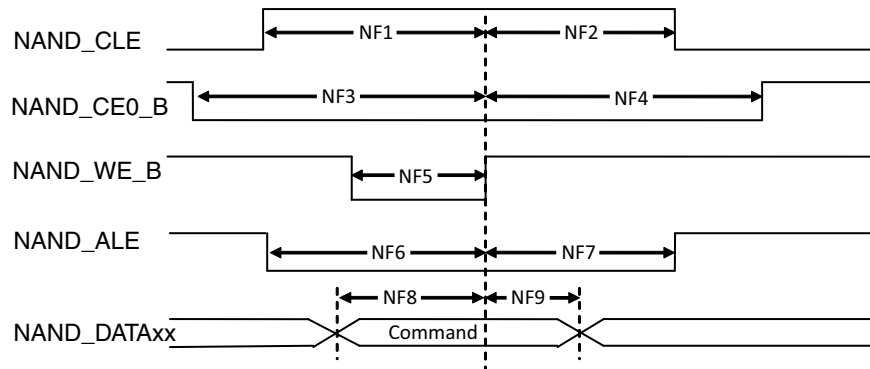 NAND_CLE NF1 NF2
NAND_CE0_B NF3 NF4
NAND_WE_B NF5
NAND_ALE NF6 NF7
NF8 NF9
NAND_DATAxx Command